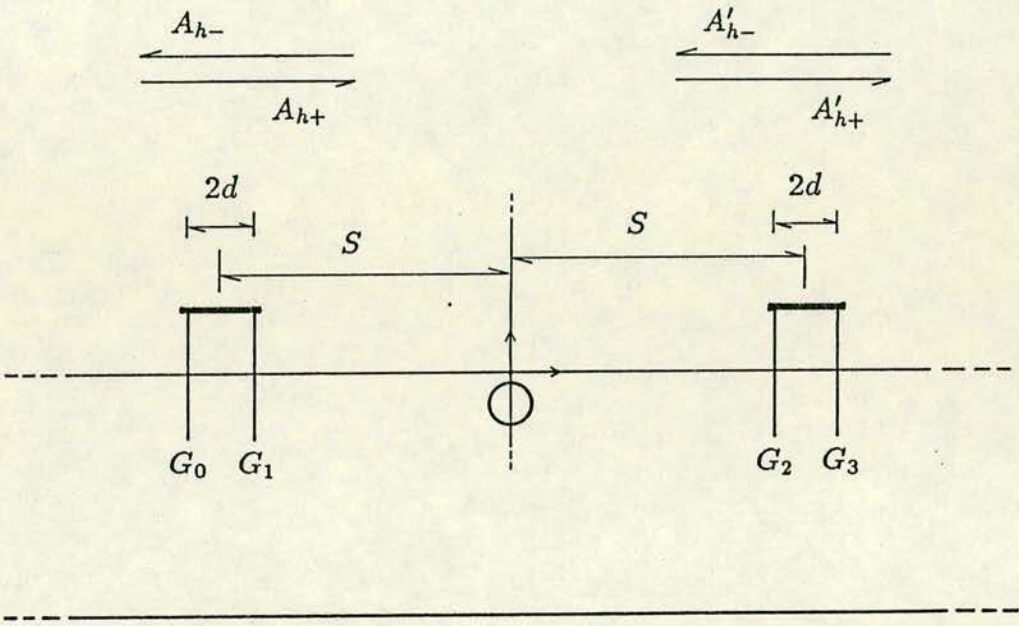 A_{h-} A'_{h-}
A_{h+} A'_{h+}
2d 2d
S S
G_0 G_1 G_2 G_3